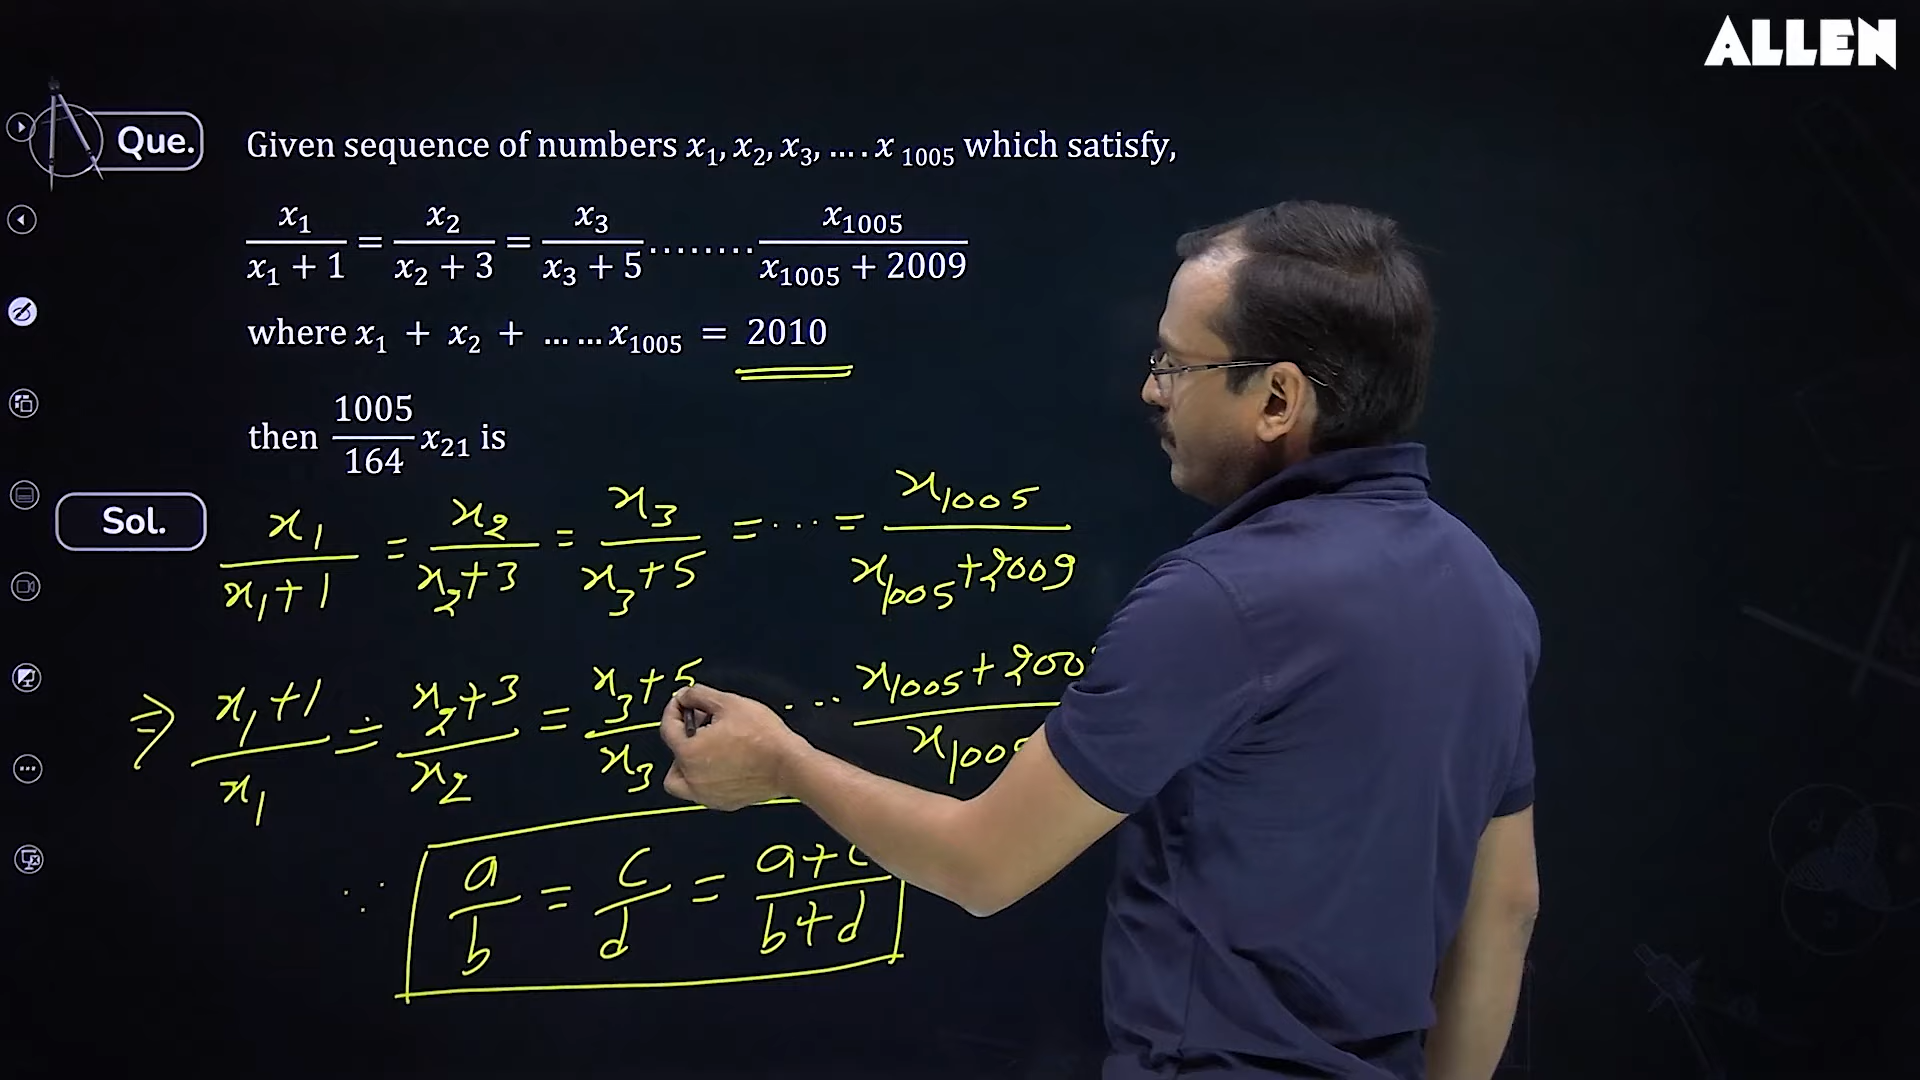 ALLEN
Que.
Given sequence of numbers x₁, x₂, x₃, .... x ₁₀₀₅ which satisfy,
x₁/(x₁ + 1) = x₂/(x₂ + 3) = x₃/(x₃ + 5) ........ x₁₀₀₅/(x₁₀₀₅ + 2009)
where x₁ + x₂ + ...... x₁₀₀₅ = 2010
then 1005/164 x₂₁ is
Sol.
x₁/(x₁+1) = x₂/(x₂+3) = x₃/(x₃+5) = ... = x₁₀₀₅/(x₁₀₀₅+2009)
⇒ (x₁+1)/x₁ = (x₂+3)/x₂ = (x₃+5)/x₃ ... (x₁₀₀₅+200
∵ a/b = c/d = (a+c)/(b+d)